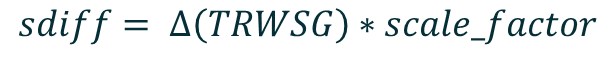 sdiff = Δ(TRWSG) * scale_factor